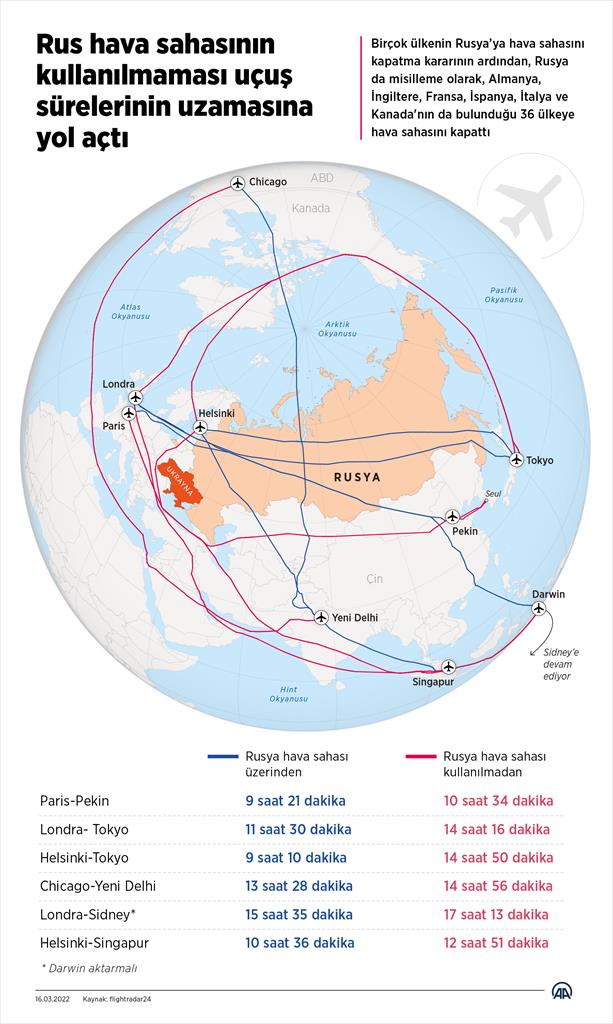 Rus hava sahasının
kullanılmaması uçuş
sürelerinin uzamasına
yol açtı
Birçok ülkenin Rusya'ya hava sahasını
kapatma kararının ardından, Rusya
da misilleme olarak, Almanya,
İngiltere, Fransa, İspanya, İtalya ve
Kanada'nın da bulunduğu 36 ülkeye
hava sahasını kapattı
Chicago
ABD
Kanada
Atlas
Okyanusu
Arktik
Okyanusu
Pasifik
Okyanusu
Londra
Paris
Helsinki
UKRAYNA
RUSYA
Tokyo
Seul
Pekin
Çin
Yeni Delhi
Darwin
Singapur
Sidney'e
devam
ediyor
Hint
Okyanusu
Rusya hava sahası
üzerinden
Rusya hava sahası
kullanılmadan
Paris-Pekin 9 saat 21 dakika 10 saat 34 dakika
Londra- Tokyo 11 saat 30 dakika 14 saat 16 dakika
Helsinki-Tokyo 9 saat 10 dakika 14 saat 50 dakika
Chicago-Yeni Delhi 13 saat 28 dakika 14 saat 56 dakika
Londra-Sidney* 15 saat 35 dakika 17 saat 13 dakika
Helsinki-Singapur 10 saat 36 dakika 12 saat 51 dakika
* Darwin aktarmalı
16.03.2022 Kaynak: flightradar24
AA